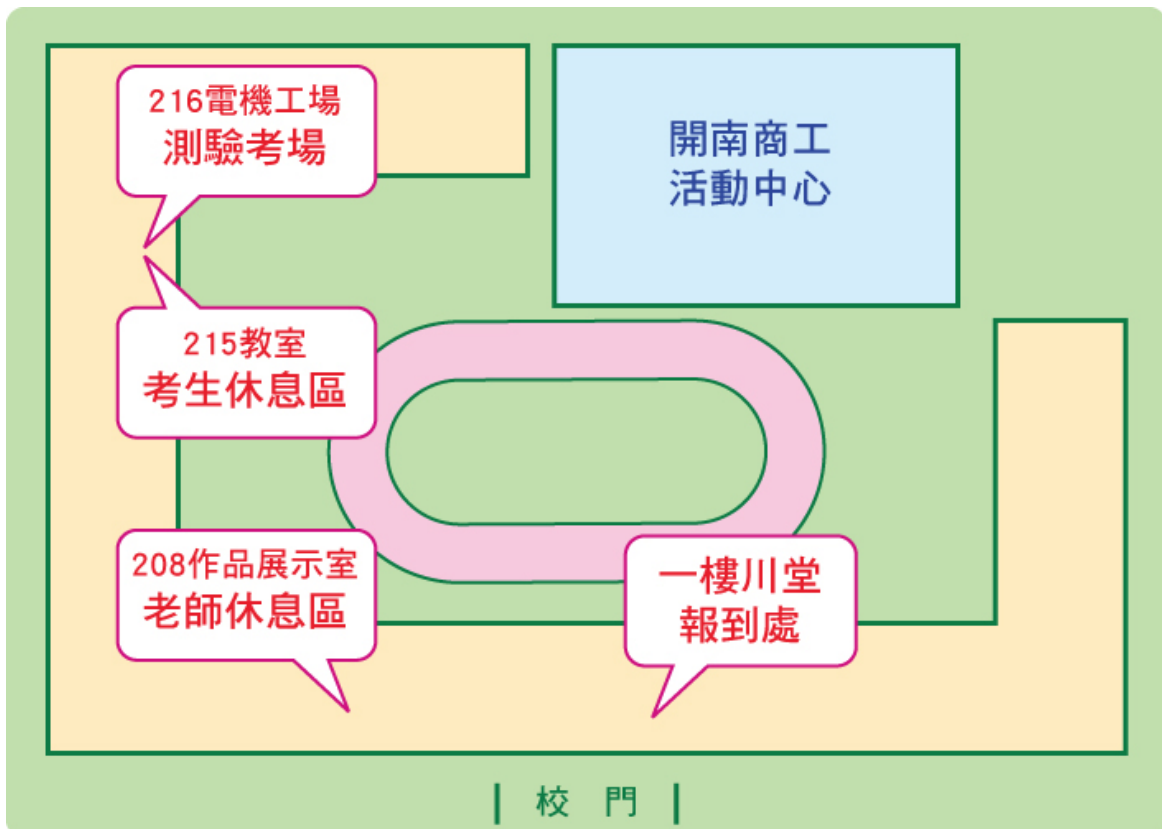 216電機工場
測驗考場
開南商工
活動中心
215教室
考生休息區
208作品展示室
老師休息區
一樓川堂
報到處
校 門